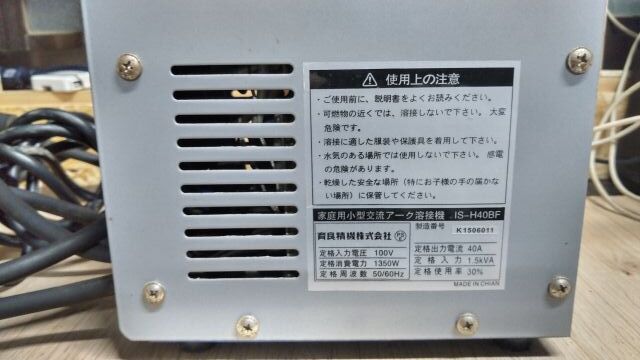 ⚠ 使用上の注意
・ご使用前に、説明書をよくお読みください。
・可燃物の近くでは、溶接しないで下さい。大変
危険です。
・溶接に適した服装や保護具を着用して下さい。
・水気のある場所では使用しないで下さい。感電
の危険があります。
・乾燥した安全な場所（特にお子様の手の届かな
い場所）に保管してください。
家庭用小型交流アーク溶接機 IS-H40BF
育良精機株式会社
製造番号 K1506011
定格入力電圧 100V
定格出力電流 40A
定格消費電力 1350W
定格入力 1.5kVA
定格周波数 50/60Hz
定格使用率 30%
MADE IN CHIAN